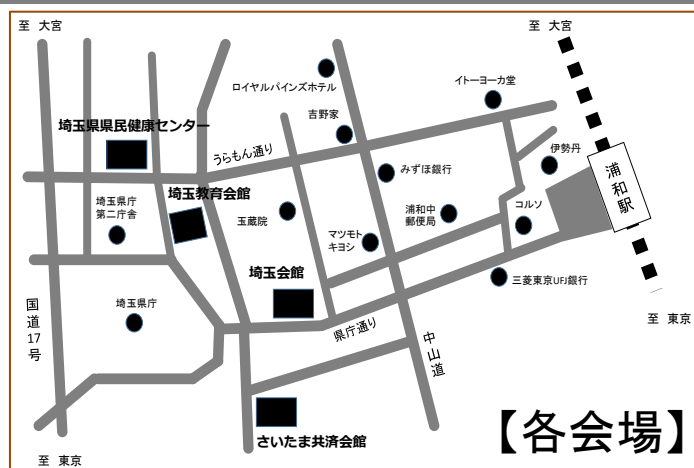 至 大宮
至 大宮
ロイヤルパインズホテル
イトーヨーカ堂
吉野家
埼玉県県民健康センター
うらもん通り
伊勢丹
みずほ銀行
浦和駅
埼玉教育会館
埼玉県庁
第二庁舎
玉蔵院
浦和中
郵便局
コルソ
マツモト
キヨシ
埼玉会館
三菱東京UFJ銀行
国道17号
埼玉県庁
県庁通り
中山道
至 東京
さいたま共済会館
【各会場】
至 東京